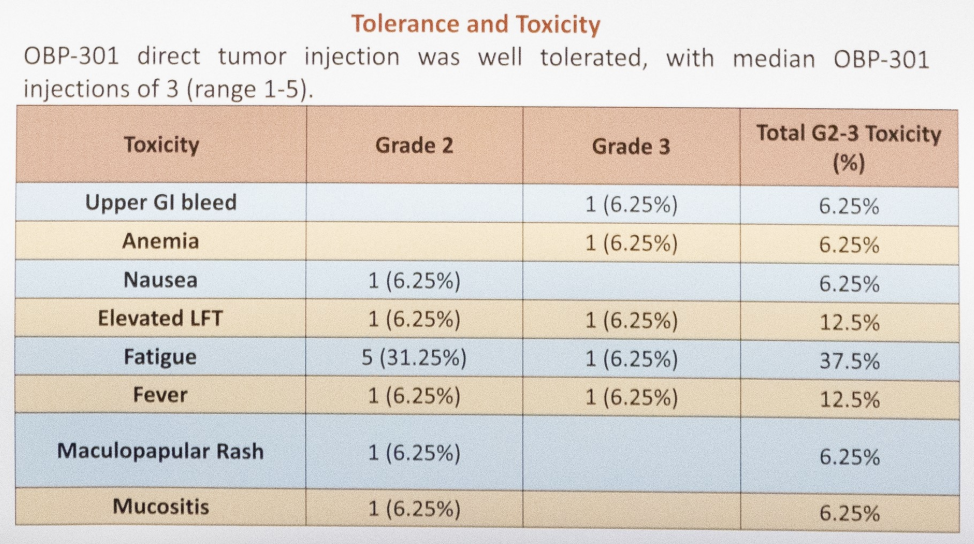 Tolerance and Toxicity
OBP-301 direct tumor injection was well tolerated, with median OBP-301
injections of 3 (range 1-5).
Toxicity Grade 2 Grade 3 Total G2-3 Toxicity
(%)
Upper GI bleed 1 (6.25%) 6.25%
Anemia 1 (6.25%) 6.25%
Nausea 1 (6.25%) 6.25%
Elevated LFT 1 (6.25%) 1 (6.25%) 12.5%
Fatigue 5 (31.25%) 1 (6.25%) 37.5%
Fever 1 (6.25%) 1 (6.25%) 12.5%
Maculopapular Rash 1 (6.25%) 6.25%
Mucositis 1 (6.25%) 6.25%